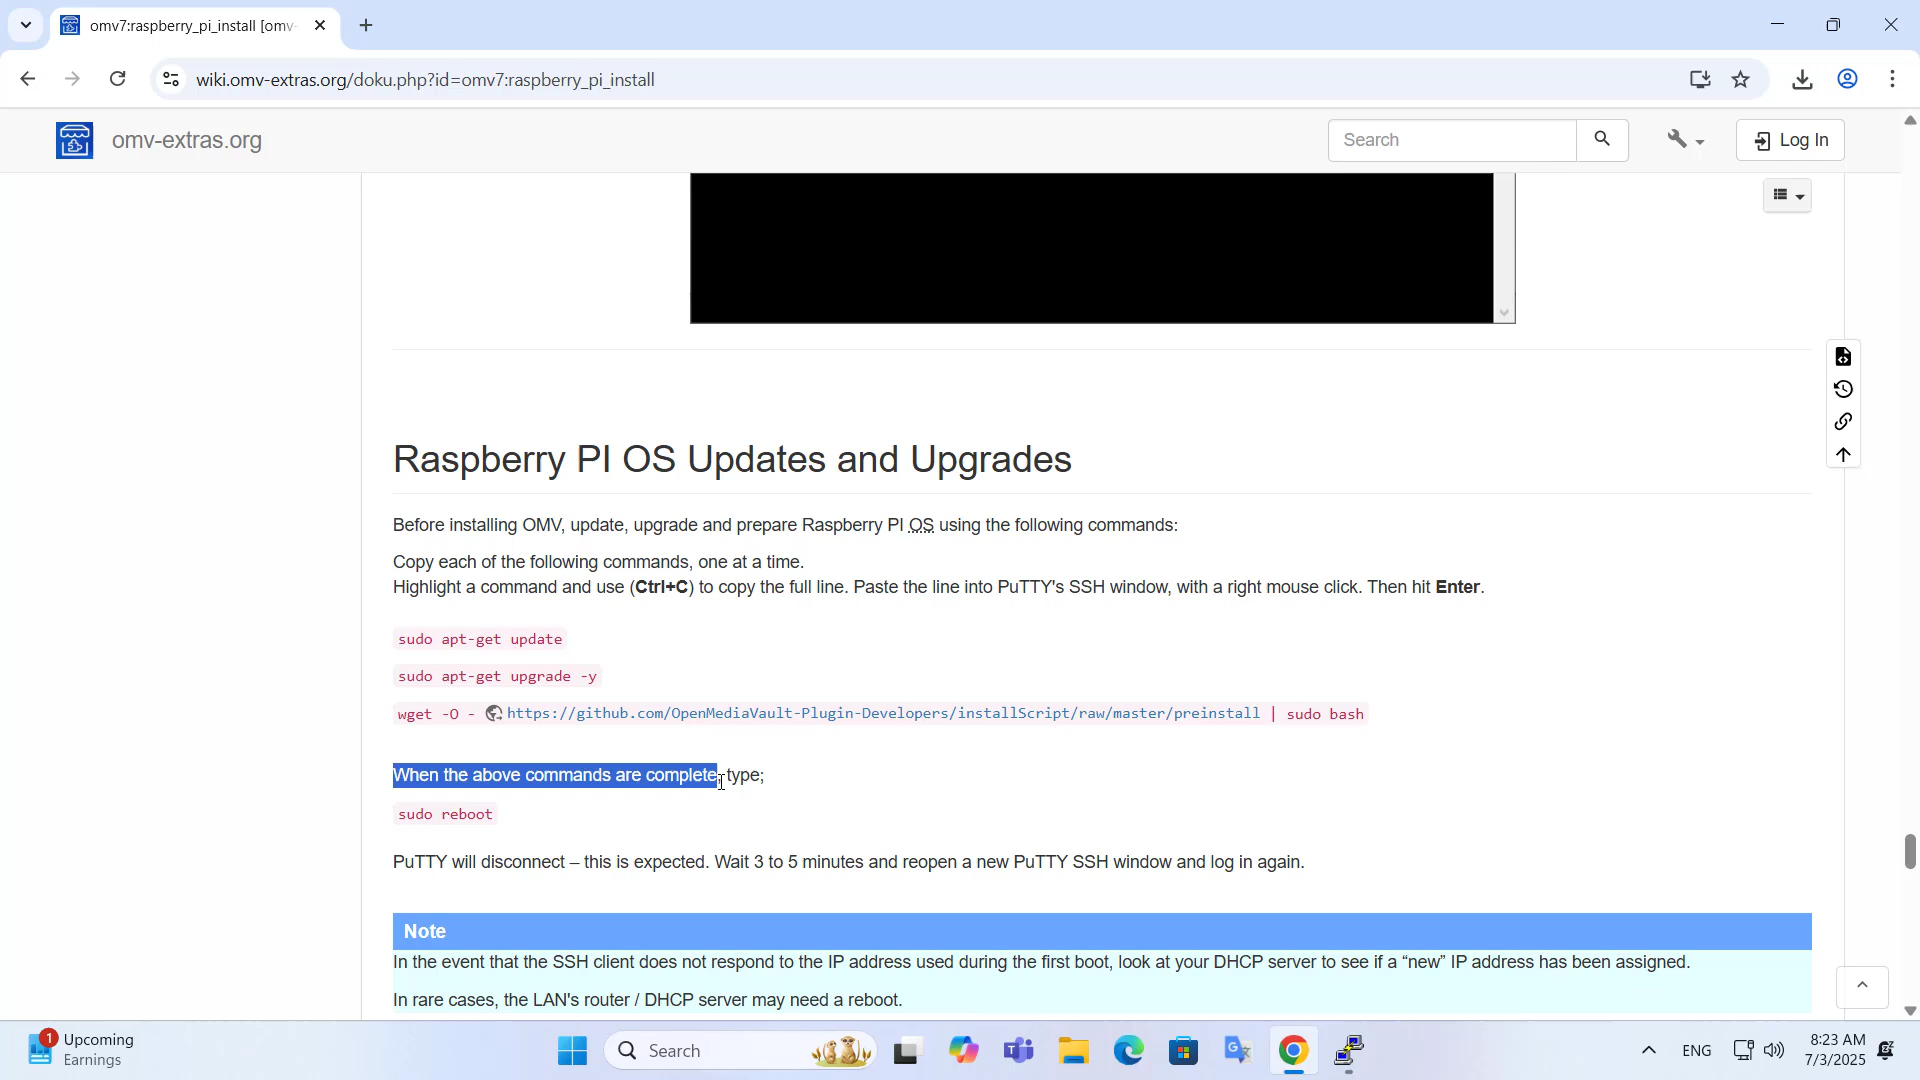 omv7:raspberry_pi_install [omv-
wiki.omv-extras.org/doku.php?id=omv7:raspberry_pi_install
omv-extras.org
Search
Log In
Raspberry PI OS Updates and Upgrades
Before installing OMV, update, upgrade and prepare Raspberry PI OS using the following commands:
Copy each of the following commands, one at a time.
Highlight a command and use (Ctrl+C) to copy the full line. Paste the line into PuTTY's SSH window, with a right mouse click. Then hit Enter.
sudo apt-get update
sudo apt-get upgrade -y
wget -O - https://github.com/OpenMediaVault-Plugin-Developers/installScript/raw/master/preinstall | sudo bash
When the above commands are complete, type;
sudo reboot
PuTTY will disconnect – this is expected. Wait 3 to 5 minutes and reopen a new PuTTY SSH window and log in again.
Note
In the event that the SSH client does not respond to the IP address used during the first boot, look at your DHCP server to see if a “new” IP address has been assigned.
In rare cases, the LAN's router / DHCP server may need a reboot.
1
Upcoming
Earnings
Search
ENG
8:23 AM
7/3/2025